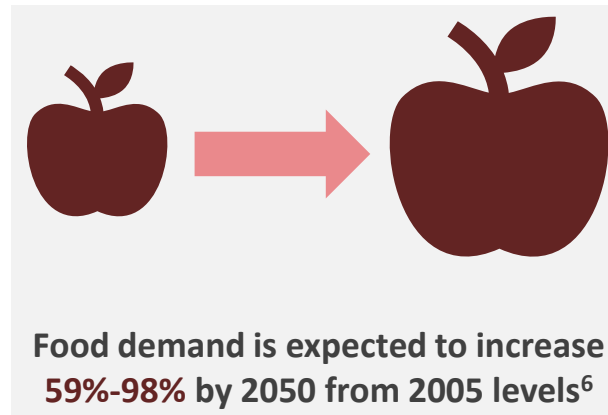 Food demand is expected to increase
59%-98% by 2050 from 2005 levels⁶